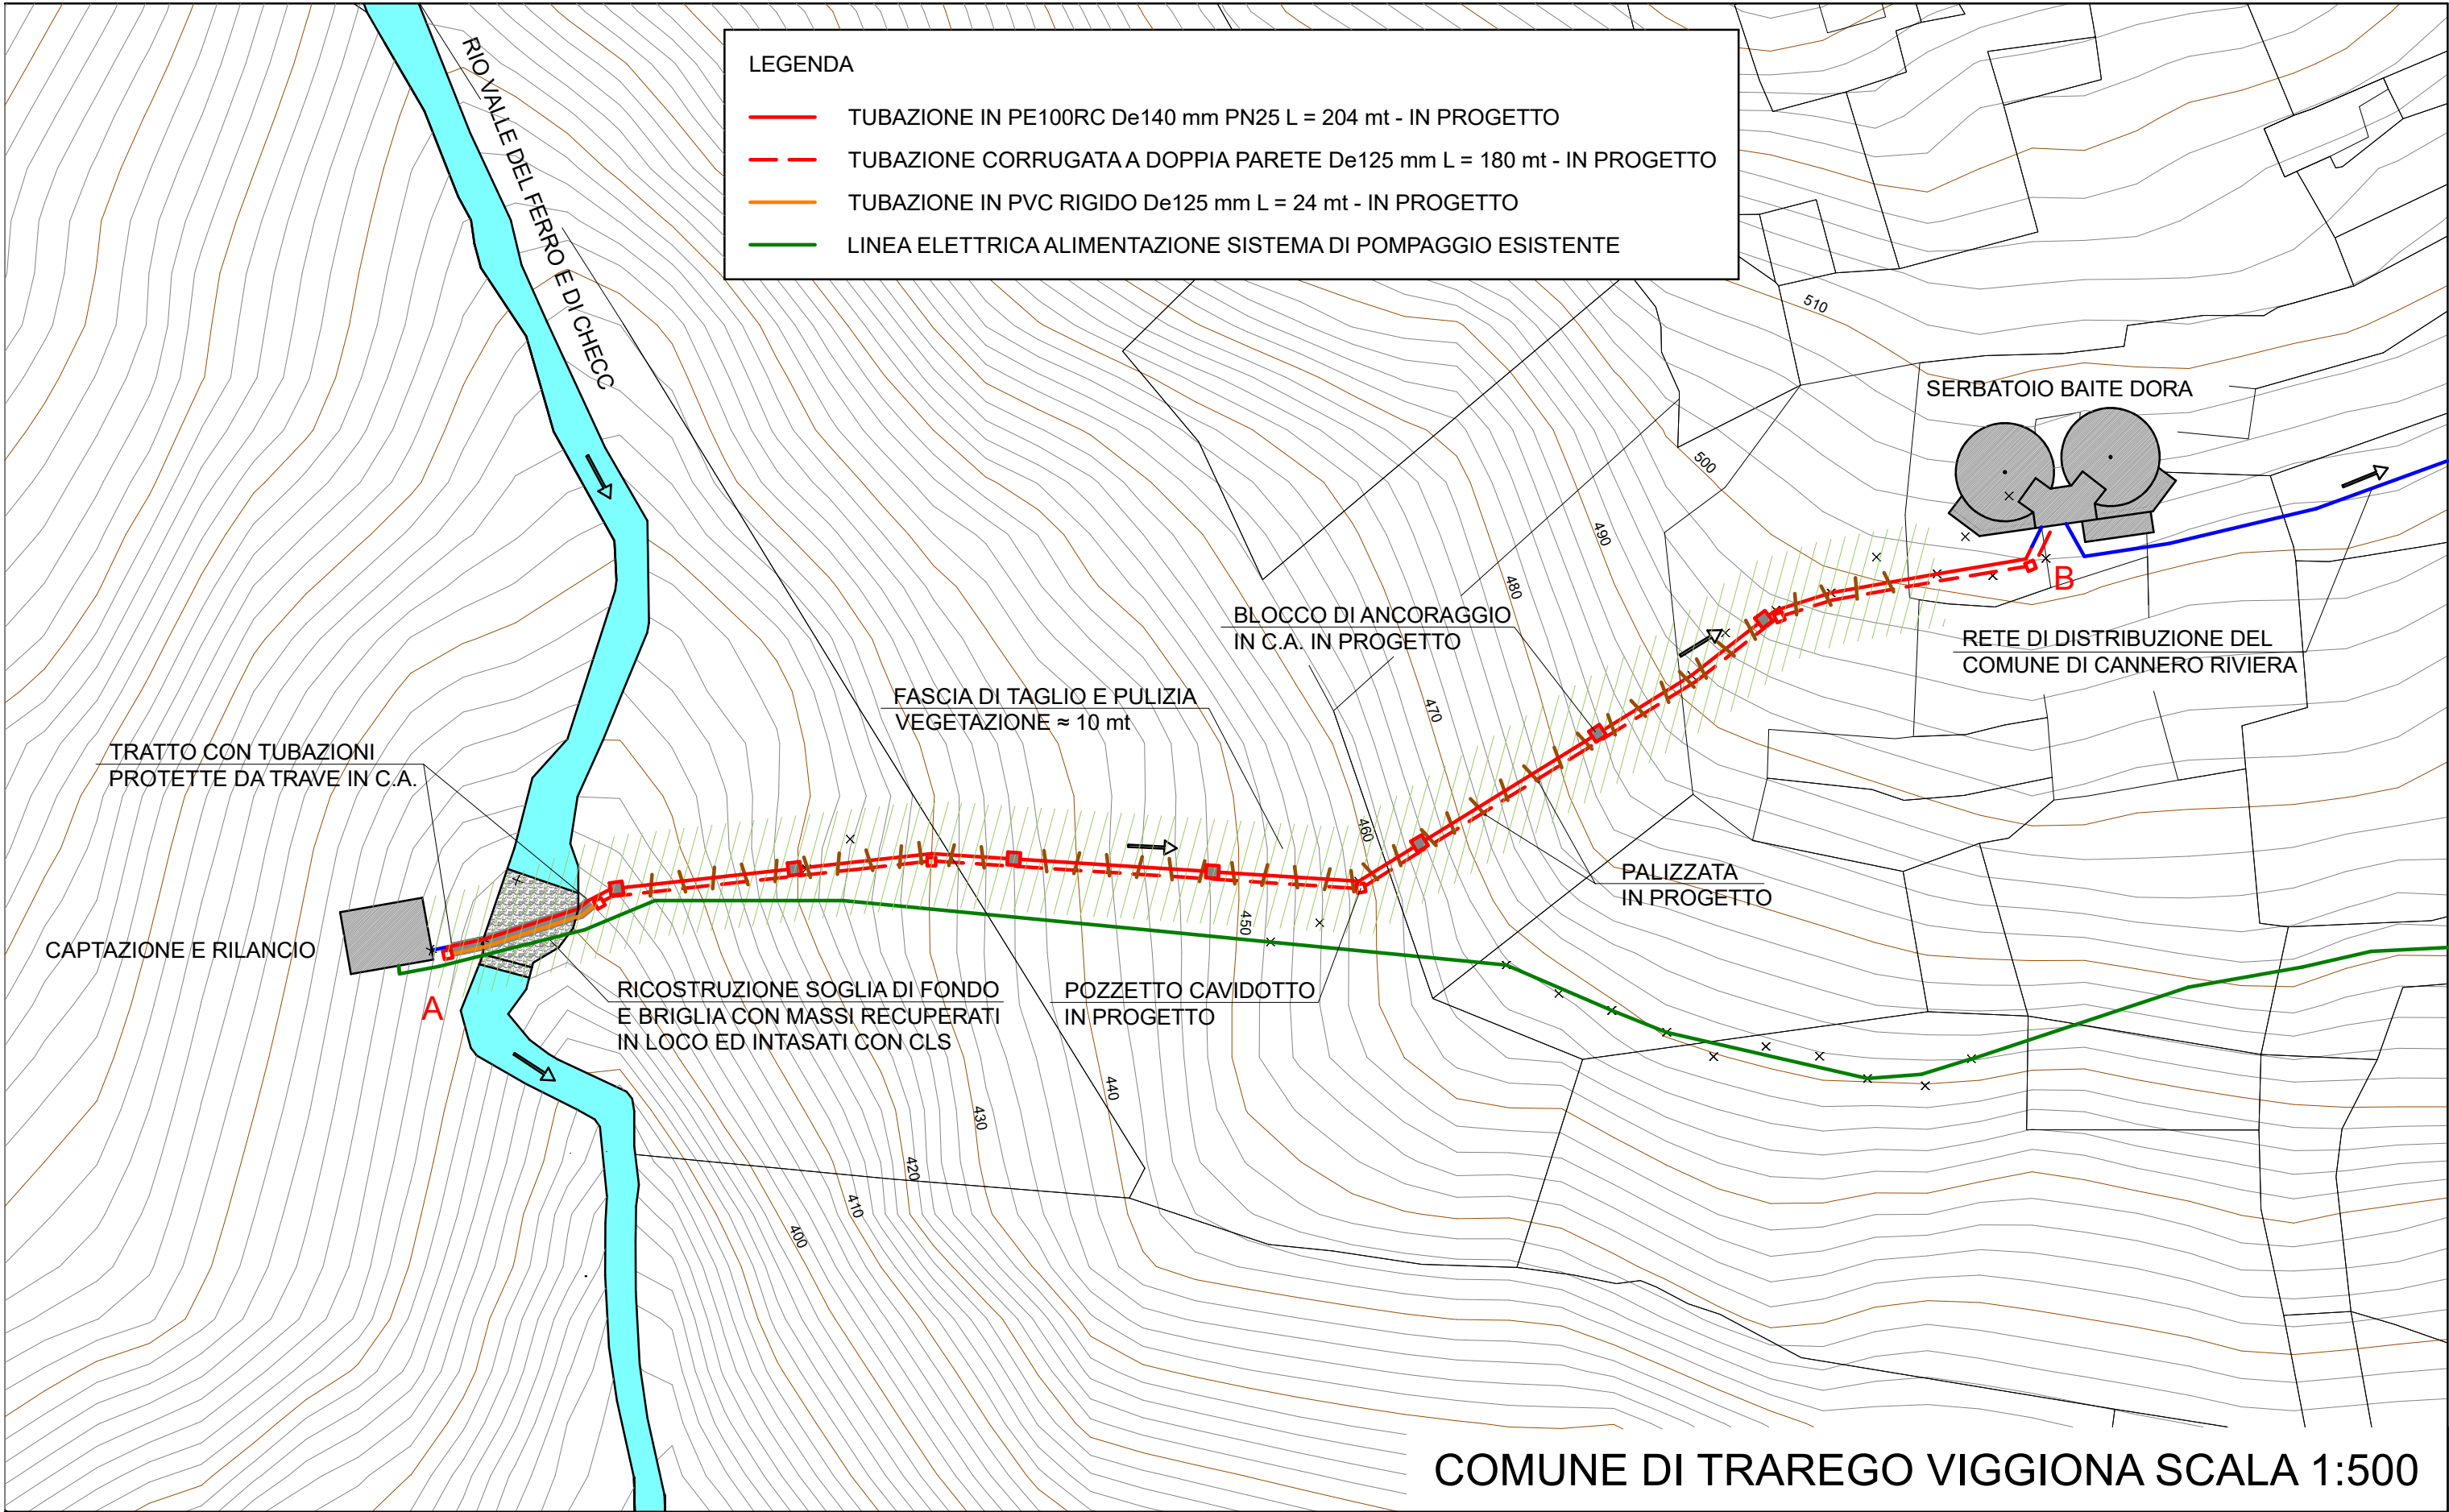 LEGENDA
TUBAZIONE IN PE100RC De140 mm PN25 L = 204 mt - IN PROGETTO
TUBAZIONE CORRUGATA A DOPPIA PARETE De125 mm L = 180 mt - IN PROGETTO
TUBAZIONE IN PVC RIGIDO De125 mm L = 24 mt - IN PROGETTO
LINEA ELETTRICA ALIMENTAZIONE SISTEMA DI POMPAGGIO ESISTENTE
RIO VALLE DEL FERRO E DI CHECC
510
SERBATOIO BAITE DORA
500
490
480
B
BLOCCO DI ANCORAGGIO
IN C.A. IN PROGETTO
RETE DI DISTRIBUZIONE DEL
COMUNE DI CANNERO RIVIERA
FASCIA DI TAGLIO E PULIZIA
VEGETAZIONE ≈ 10 mt
470
TRATTO CON TUBAZIONI
PROTETTE DA TRAVE IN C.A.
460
PALIZZATA
IN PROGETTO
450
CAPTAZIONE E RILANCIO
A
RICOSTRUZIONE SOGLIA DI FONDO
E BRIGLIA CON MASSI RECUPERATI
IN LOCO ED INTASATI CON CLS
POZZETTO CAVIDOTTO
IN PROGETTO
440
430
420
410
400
COMUNE DI TRAREGO VIGGIONA SCALA 1:500